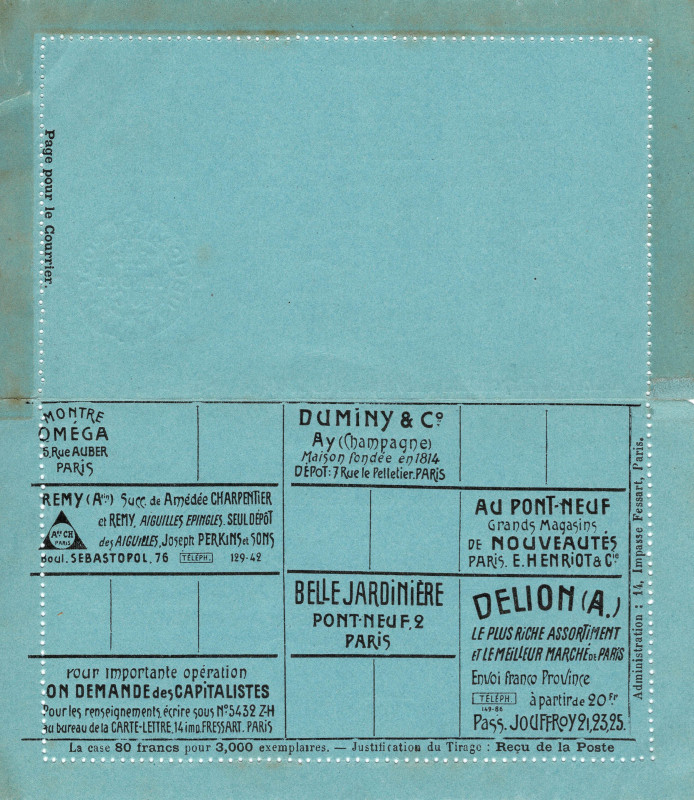 Page pour le Courrier.
MONTRE
OMÉGA
5, Rue AUBER
PARIS
DUMINY & Cº
Ay (Champagne)
Maison fondée en 1814
DÉPOT: 7 Rue le Pelletier. PARIS
REMY (Atin) Succ. de Amédée CHARPENTIER
et REMY, AIGUILLES EPINGLES. SEUL DÉPÔT
des AIGUILLES, Joseph PERKINS et SONS
Boul. SEBASTOPOL, 76 TÉLÉPH. 129-42
PARIS
AU PONT-NEUF
Grands Magasins
DE NOUVEAUTÉS
PARIS. E. HENRIOT & Cie
BELLE JARDINIÈRE
PONT-NEUF, 2
PARIS
DELION (A.)
LE PLUS RICHE ASSORTIMENT
ET LE MEILLEUR MARCHÉ de PARIS
Envoi franco Province
TÉLÉPH. à partir de 20 Fr
149-86
Pass. JOUFFROY 21,23,25.
Pour importante opération
ON DEMANDE des CAPITALISTES
Pour les renseignements, écrire sous Nº 5432 Z-H
au bureau de la CARTE-LETTRE, 14 imp. FRESSART. PARIS
Administration : 14, Impasse Fessart, Paris.
La case 80 francs pour 3,000 exemplaires. — Justification du Tirage : Reçu de la Poste